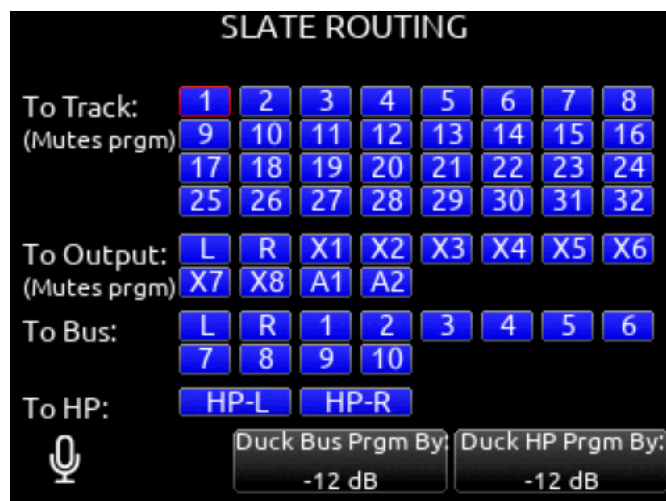 SLATE ROUTING
To Track: 1 2 3 4 5 6 7 8
(Mutes prgm) 9 10 11 12 13 14 15 16
17 18 19 20 21 22 23 24
25 26 27 28 29 30 31 32
To Output: L R X1 X2 X3 X4 X5 X6
(Mutes prgm) X7 X8 A1 A2
To Bus: L R 1 2 3 4 5 6
7 8 9 10
To HP: HP-L HP-R
Duck Bus Prgm By: Duck HP Prgm By:
-12 dB -12 dB